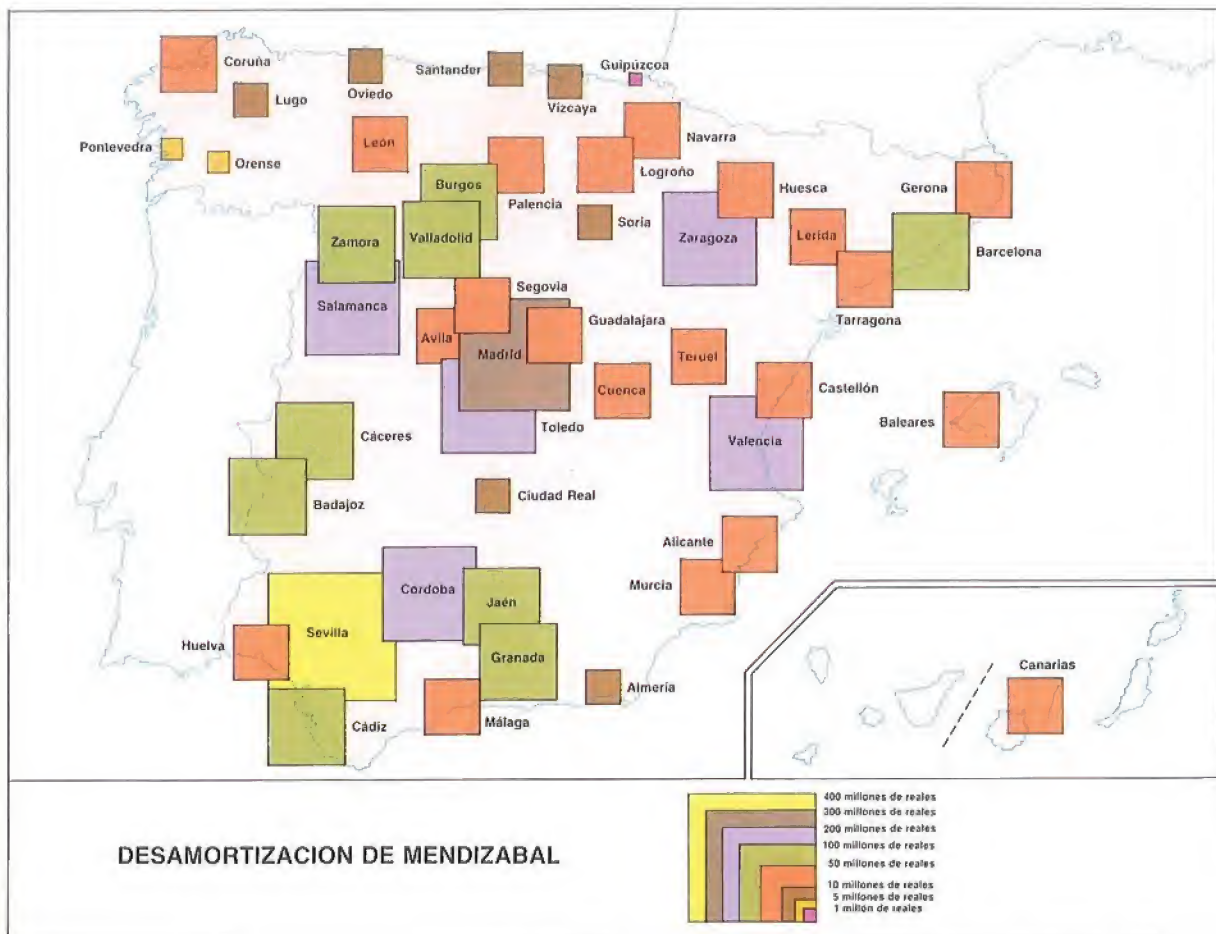 Coruña
Lugo
Oviedo
Santander
Vizcaya
Guipúzcoa
Pontevedra
Orense
León
Navarra
Logroño
Palencia
Burgos
Huesca
Gerona
Soria
Zamora
Valladolid
Zaragoza
Lerida
Barcelona
Salamanca
Segovia
Tarragona
Avila
Guadalajara
Madrid
Teruel
Cuenca
Castellón
Toledo
Valencia
Baleares
Cáceres
Badajoz
Ciudad Real
Alicante
Murcia
Cordoba
Jaén
Sevilla
Huelva
Granada
Almería
Málaga
Cádiz
Canarias
DESAMORTIZACION DE MENDIZABAL
400 millones de reales
300 millones de reales
200 millones de reales
100 millones de reales
50 millones de reales
10 millones de reales
5 millones de reales
1 millón de reales